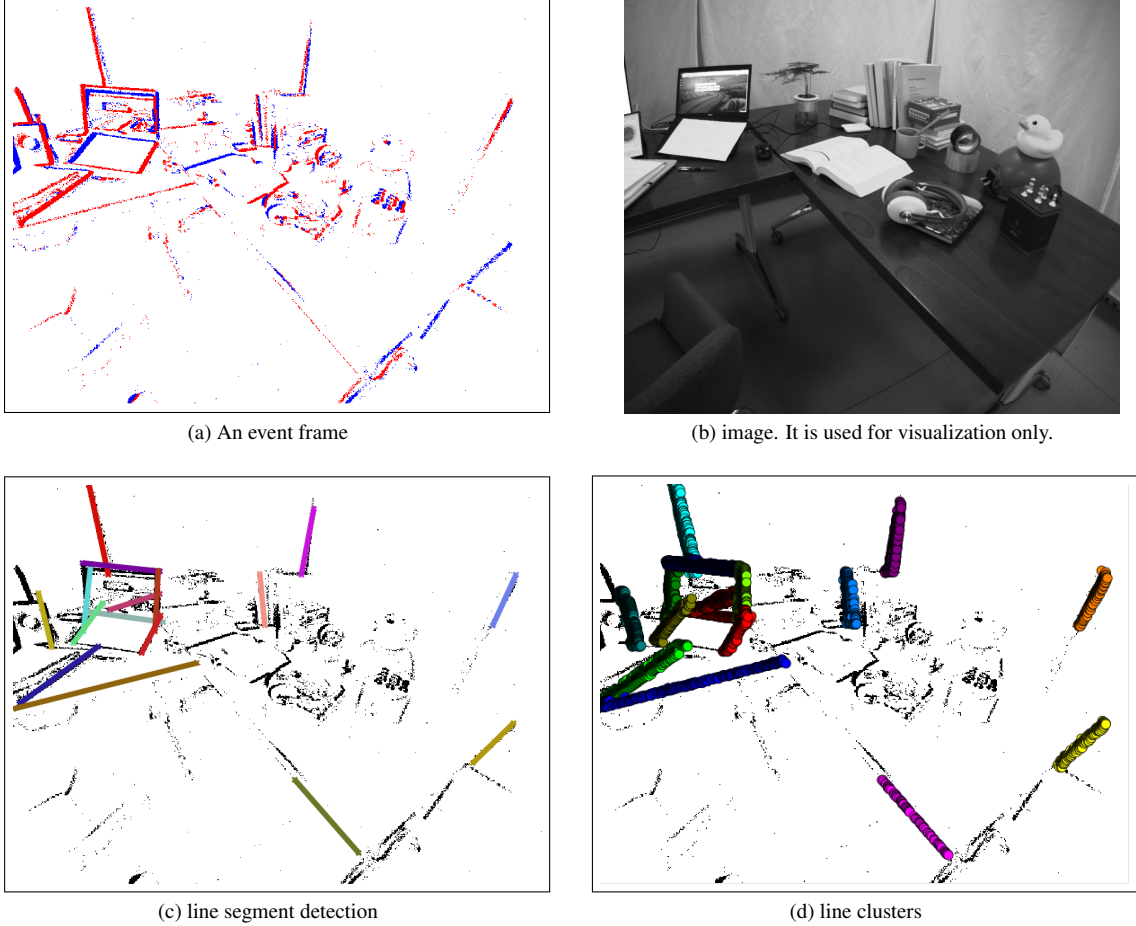 (a) An event frame
(b) image. It is used for visualization only.
(c) line segment detection
(d) line clusters